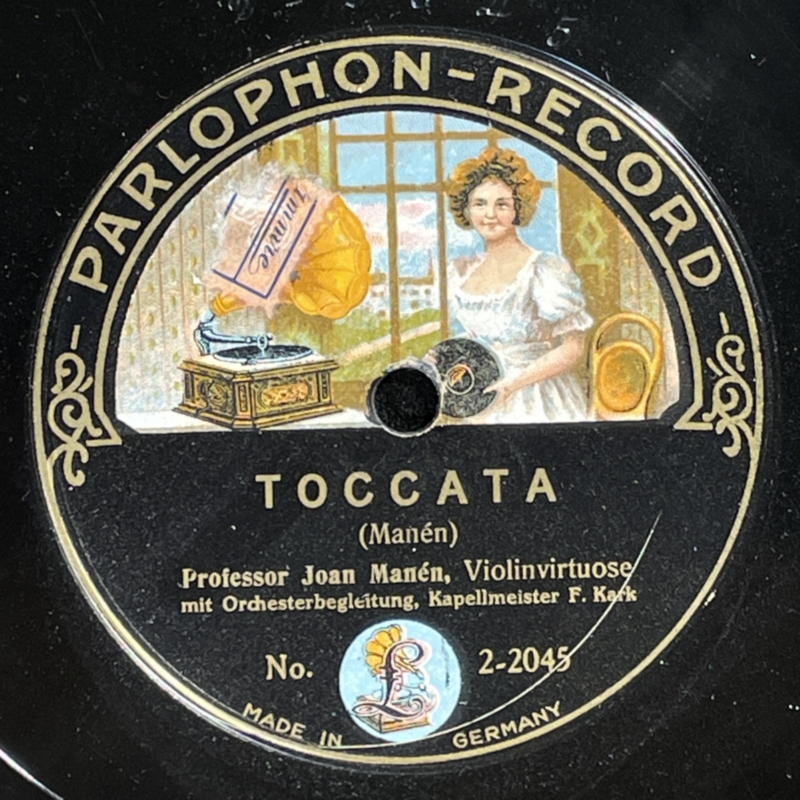 PARLOPHON-RECORD
TOCCATA
(Manén)
Professor Joan Manén, Violinvirtuose
mit Orchesterbegleitung, Kapellmeister F. Kark
No. £ 2-2045
MADE IN GERMANY